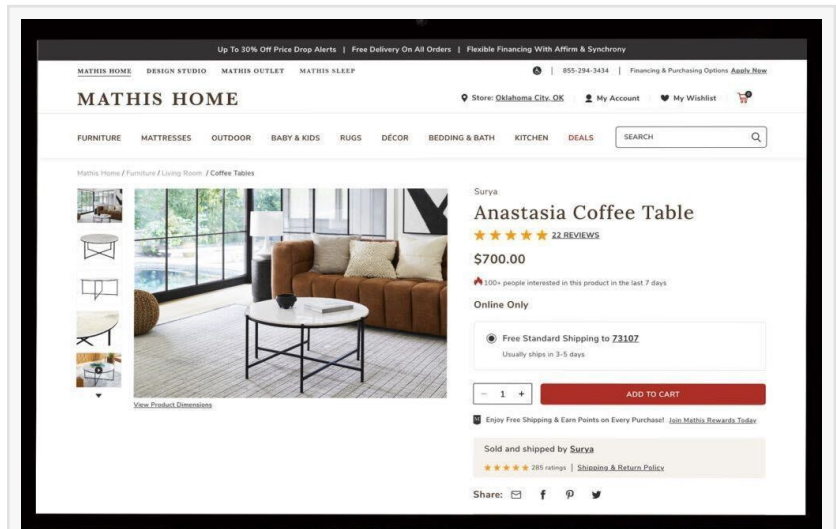 Up To 30% Off Price Drop Alerts | Free Delivery On All Orders | Flexible Financing With Affirm & Synchrony
MATHIS HOME DESIGN STUDIO MATHIS OUTLET MATHIS SLEEP
855-294-3434 | Financing & Purchasing Options Apply Now
MATHIS HOME
Store: Oklahoma City, OK My Account My Wishlist 0
FURNITURE MATTRESSES OUTDOOR BABY & KIDS RUGS DÉCOR BEDDING & BATH KITCHEN DEALS SEARCH
Mathis Home / Furniture / Living Room / Coffee Tables
Surya
Anastasia Coffee Table
22 REVIEWS
$700.00
100+ people interested in this product in the last 7 days
Online Only
Free Standard Shipping to 73107
Usually ships in 3-5 days
− 1 + ADD TO CART
View Product Dimensions
Enjoy Free Shipping & Earn Points on Every Purchase! Join Mathis Rewards Today
Sold and shipped by Surya
285 ratings | Shipping & Return Policy
Share: